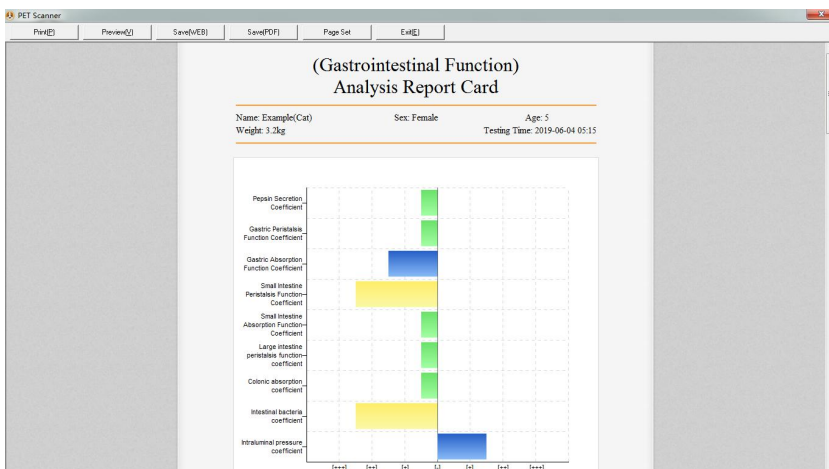 PET Scanner
Print(P) Preview(V) Save(WEB) Save(PDF) Page Set Exit(E)
(Gastrointestinal Function)
Analysis Report Card
Name: Example(Cat) Sex: Female Age: 5
Weight: 3.2kg Testing Time: 2019-06-04 05:15
Pepsin Secretion
Coefficient
Gastric Peristalsis
Function Coefficient
Gastric Absorption
Function Coefficient
Small Intestine
Peristalsis Function
Coefficient
Small Intestine
Absorption Function
Coefficient
Large intestine
peristalsis function
coefficient
Colonic absorption
coefficient
Intestinal bacteria
coefficient
Intraluminal pressure
coefficient
[+++] [++] [+] [-] [+] [++] [+++]